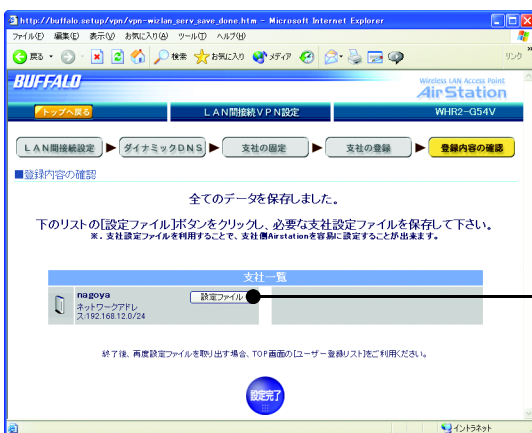 http://buffalo.setup/vpn/vpn-wizlan_serv_save_done.htm - Microsoft Internet Explorer
ファイル(F) 編集(E) 表示(V) お気に入り(A) ツール(T) ヘルプ(H)
戻る 検索 お気に入り メディア リンク »
BUFFALO
Wireless LAN Access Point
AirStation
トップへ戻る LAN間接続VPN設定 WHR2-G54V
LAN間接続設定 ダイナミックDNS 支社の固定 支社の登録 登録内容の確認
■登録内容の確認
全てのデータを保存しました。
下のリストの[設定ファイル]ボタンをクリックし、必要な支社設定ファイルを保存して下さい。
※．支社設定ファイルを利用することで、支社側Airstationを容易に設定することが出来ます。
支社一覧
nagoya 設定ファイル
ネットワークアドレ
ス:192.168.12.0/24
終了後、再度設定ファイルを取り出す場合、TOP画面の[ユーザー登録リスト]をご利用ください。
設定完了
イントラネット